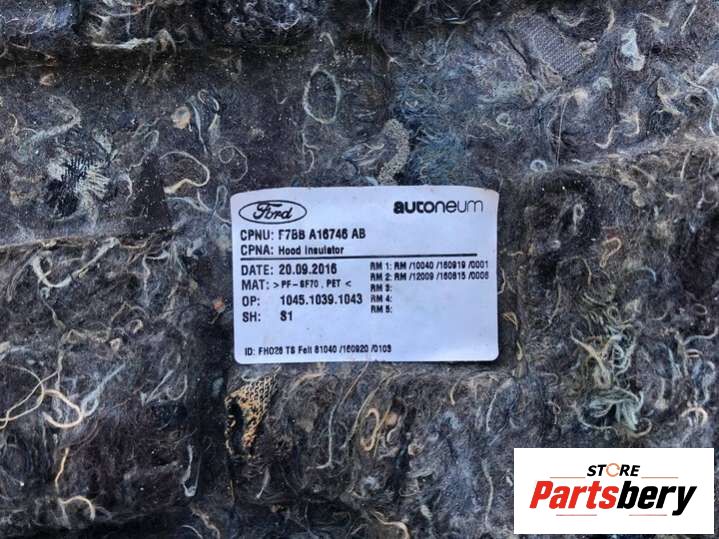 Ford
autoneum
CPNU: F7BB A16746 AB
CPNA: Hood Insulator
DATE: 20.09.2016
MAT: > PF-SF70, PET <
OP: 1045.1039.1043
SH: S1
RM 1: RM /10040 /160919 /0001
RM 2: RM /12009 /160815 /0006
RM 3:
RM 4:
RM 5:
ID: FH026 TS Felt 81040 /160920 /0103
STORE
Partsbery